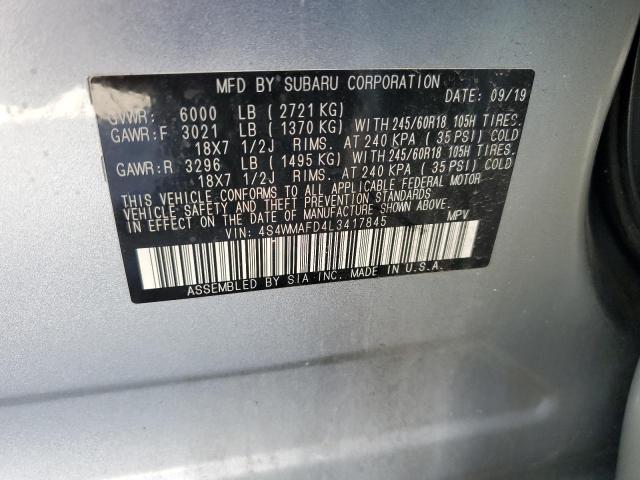 MFD BY SUBARU CORPORATION DATE: 09/19
GVWR: 6000 LB ( 2721 KG)
GAWR:F 3021 LB ( 1370 KG) WITH 245/60R18 105H TIRES.
18X7 1/2J RIMS. AT 240 KPA ( 35 PSI) COLD
GAWR:R 3296 LB ( 1495 KG) WITH 245/60R18 105H TIRES.
18X7 1/2J RIMS. AT 240 KPA ( 35 PSI) COLD
THIS VEHICLE CONFORMS TO ALL APPLICABLE FEDERAL MOTOR
VEHICLE SAFETY AND THEFT PREVENTION STANDARDS
IN EFFECT ON THE DATE OF MANUFACTURE SHOWN ABOVE.
VIN: 4S4WMAFD4L3417845 MPV
ASSEMBLED BY SIA INC. MADE IN U.S.A.